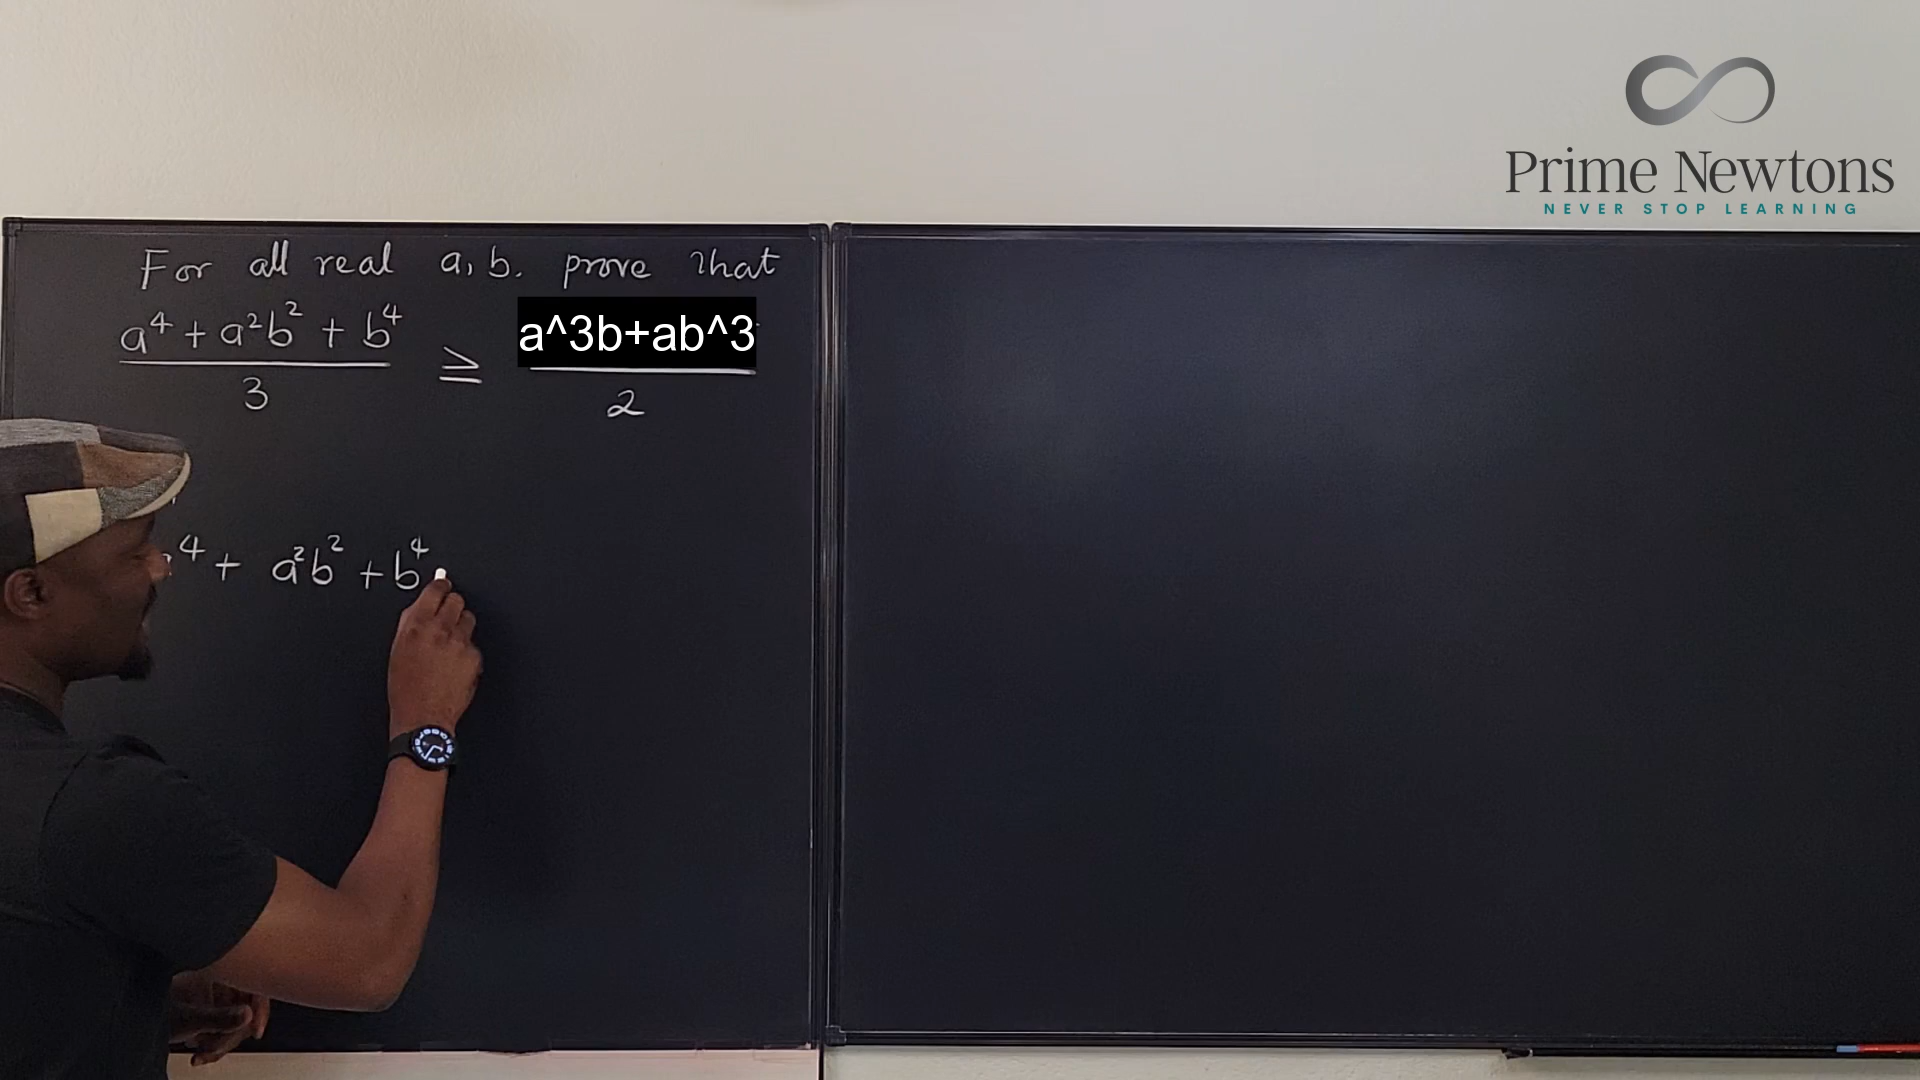 Prime Newtons
NEVER STOP LEARNING
For all real a, b. prove that
a⁴ + a²b² + b⁴ / 3 ≥ a^3b+ab^3 / 2
⁴ + a²b² + b⁴